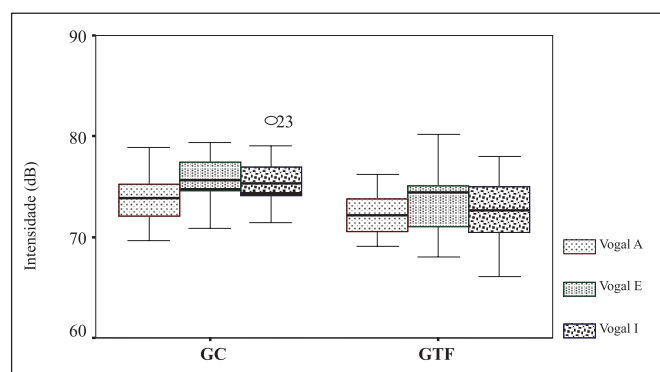 90
80
70
60
Intensidade (dB)
23
GC
GTF
Vogal A
Vogal E
Vogal I